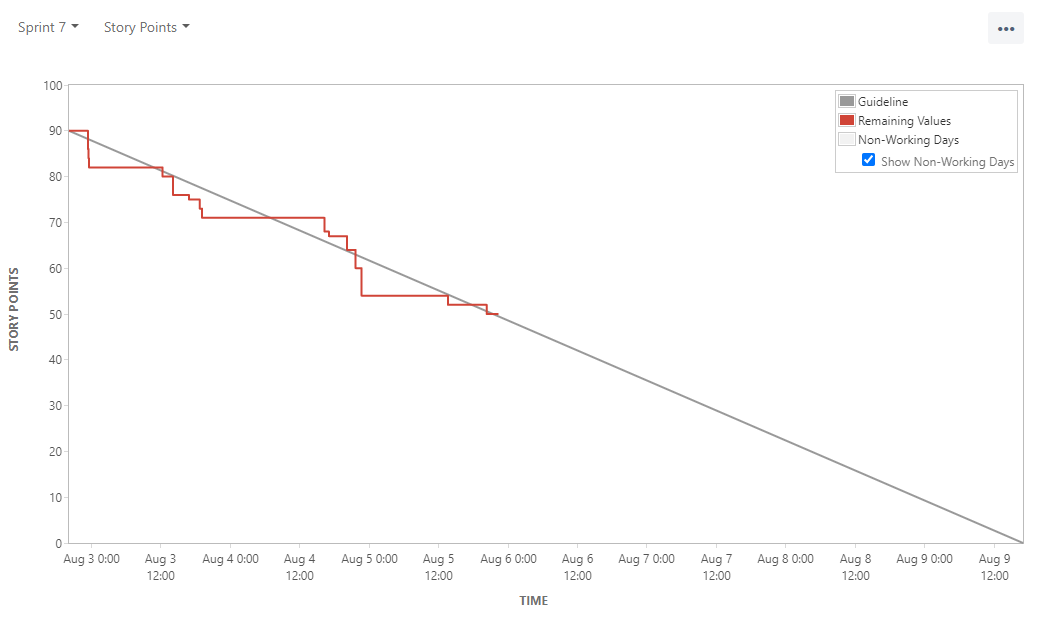 Sprint 7 Story Points
•••
100
90
80
70
60
50
40
30
20
10
0
STORY POINTS
Guideline
Remaining Values
Non-Working Days
Show Non-Working Days
Aug 3 0:00 Aug 3 Aug 4 0:00 Aug 4 Aug 5 0:00 Aug 5 Aug 6 0:00 Aug 6 Aug 7 0:00 Aug 7 Aug 8 0:00 Aug 8 Aug 9 0:00 Aug 9
12:00 12:00 12:00 12:00 12:00 12:00 12:00
TIME